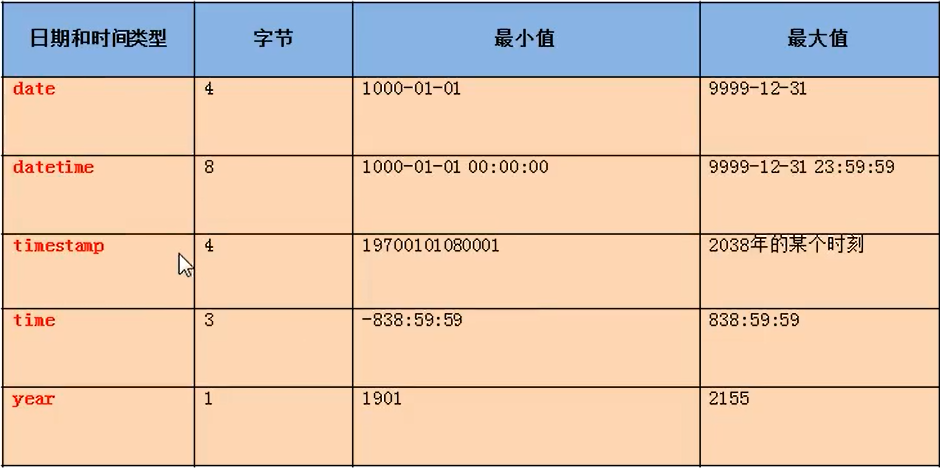 日期和时间类型 字节 最小值 最大值
date 4 1000-01-01 9999-12-31
datetime 8 1000-01-01 00:00:00 9999-12-31 23:59:59
timestamp 4 19700101080001 2038年的某个时刻
time 3 -838:59:59 838:59:59
year 1 1901 2155